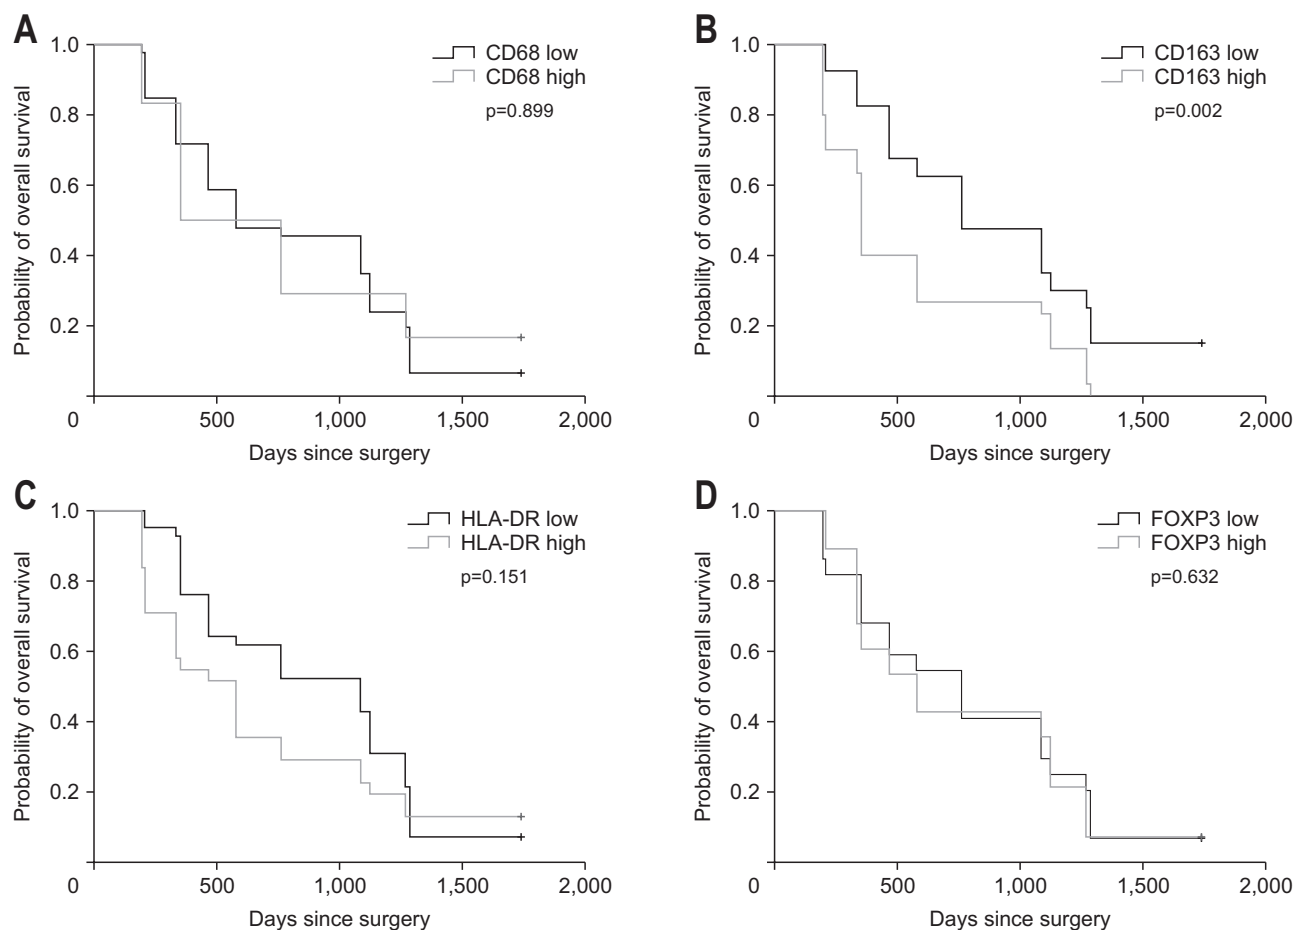 A
1.0
0.8
0.6
0.4
0.2
Probability of overall survival
CD68 low
CD68 high
p=0.899
0 500 1,000 1,500 2,000
Days since surgery
B
1.0
0.8
0.6
0.4
0.2
Probability of overall survival
CD163 low
CD163 high
p=0.002
0 500 1,000 1,500 2,000
Days since surgery
C
1.0
0.8
0.6
0.4
0.2
Probability of overall survival
HLA-DR low
HLA-DR high
p=0.151
0 500 1,000 1,500 2,000
Days since surgery
D
1.0
0.8
0.6
0.4
0.2
Probability of overall survival
FOXP3 low
FOXP3 high
p=0.632
0 500 1,000 1,500 2,000
Days since surgery